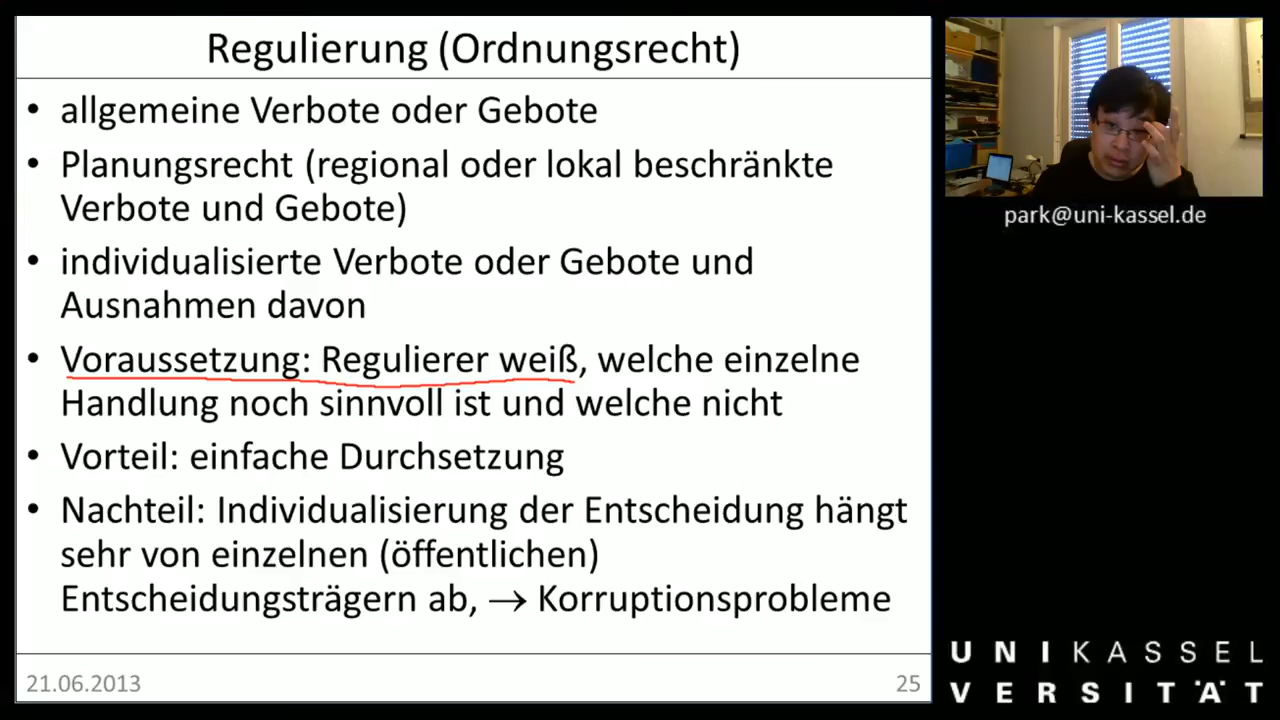 Regulierung (Ordnungsrecht)
• allgemeine Verbote oder Gebote
• Planungsrecht (regional oder lokal beschränkte
Verbote und Gebote)
• individualisierte Verbote oder Gebote und
Ausnahmen davon
• Voraussetzung: Regulierer weiß, welche einzelne
Handlung noch sinnvoll ist und welche nicht
• Vorteil: einfache Durchsetzung
• Nachteil: Individualisierung der Entscheidung hängt
sehr von einzelnen (öffentlichen)
Entscheidungsträgern ab, → Korruptionsprobleme
21.06.2013
25
park@uni-kassel.de
UNIKASSEL
VERSITÄT